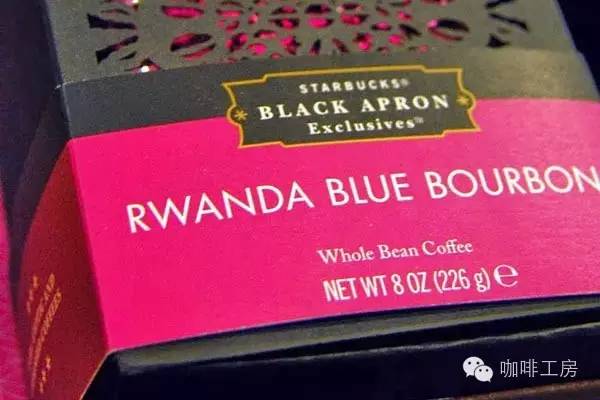 STARBUCKS®
BLACK APRON
Exclusives™
RWANDA BLUE BOURBON
Whole Bean Coffee
NET WT 8 OZ (226 g) ℮
咖啡工房